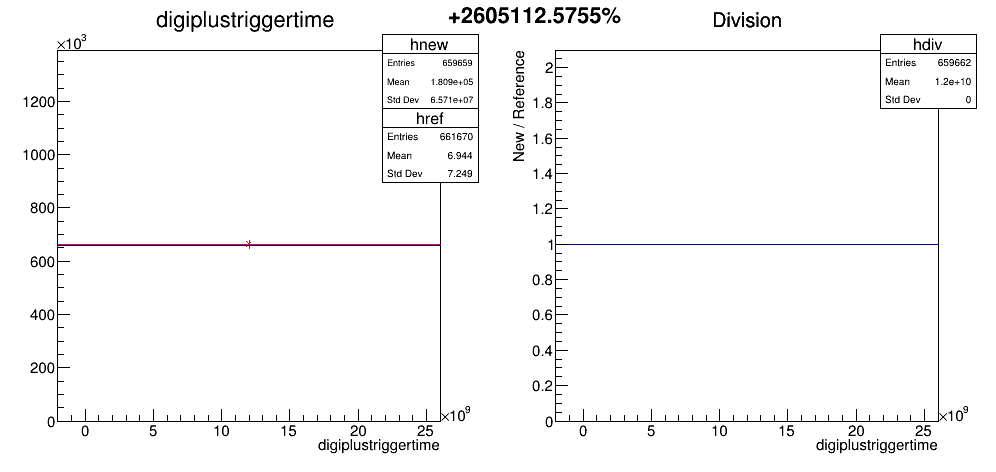 digiplustriggertime
+2605112.5755%
Division
×10³
hnew
Entries 659659
Mean 1.809e+05
Std Dev 6.571e+07
href
Entries 661670
Mean 6.944
Std Dev 7.249
1200
1000
800
600
400
200
0
0 5 10 15 20 25
×10⁹
digiplustriggertime
hdiv
Entries 659662
Mean 1.2e+10
Std Dev 0
New / Reference
2
1.8
1.6
1.4
1.2
1
0.8
0.6
0.4
0.2
0
0 5 10 15 20 25
×10⁹
digiplustriggertime